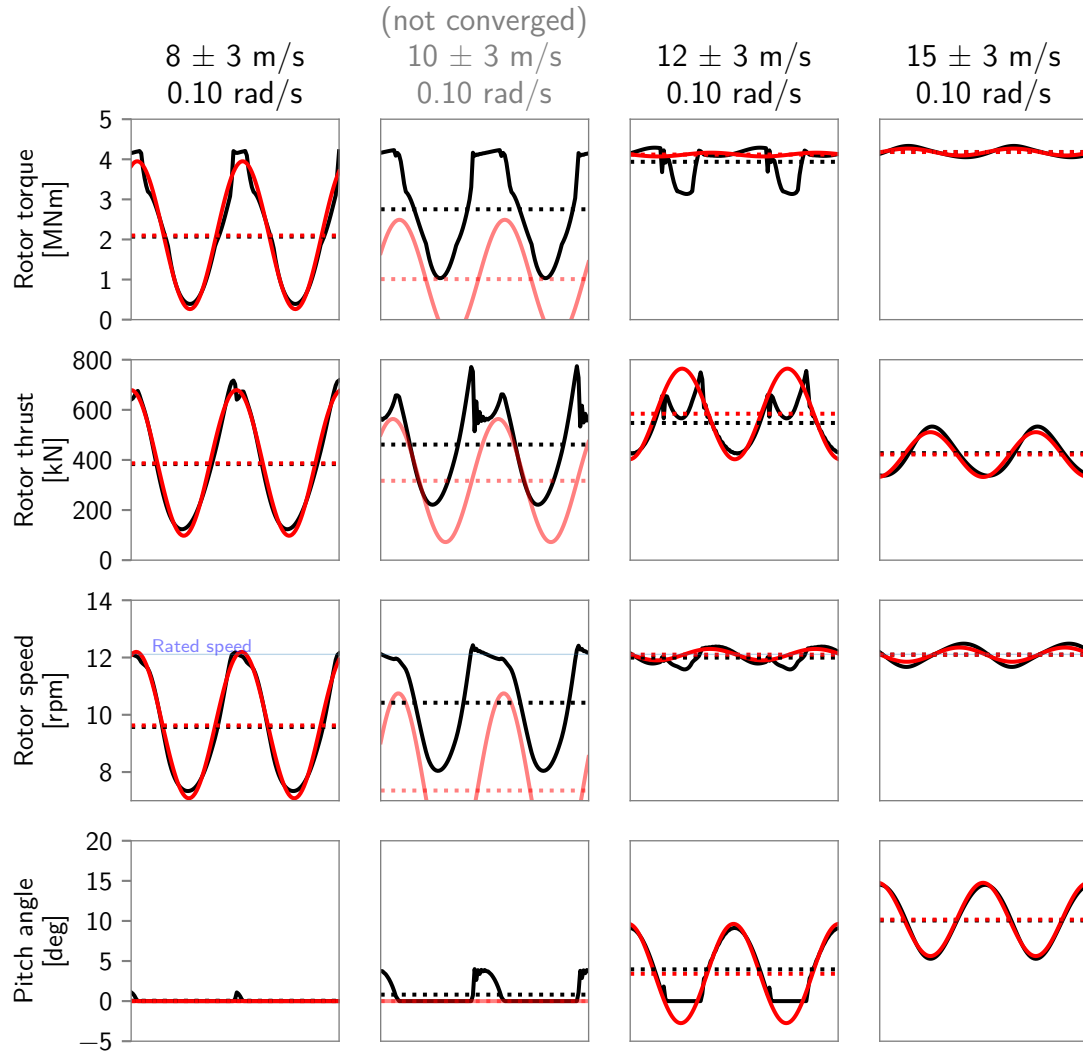 (not converged)
8 ± 3 m/s
0.10 rad/s
10 ± 3 m/s
0.10 rad/s
12 ± 3 m/s
0.10 rad/s
15 ± 3 m/s
0.10 rad/s
Rotor torque
[MNm]
5
4
3
2
1
0
Rotor thrust
[kN]
800
600
400
200
0
Rotor speed
[rpm]
14
12
10
8
Rated speed
Pitch angle
[deg]
20
15
10
5
0
−5